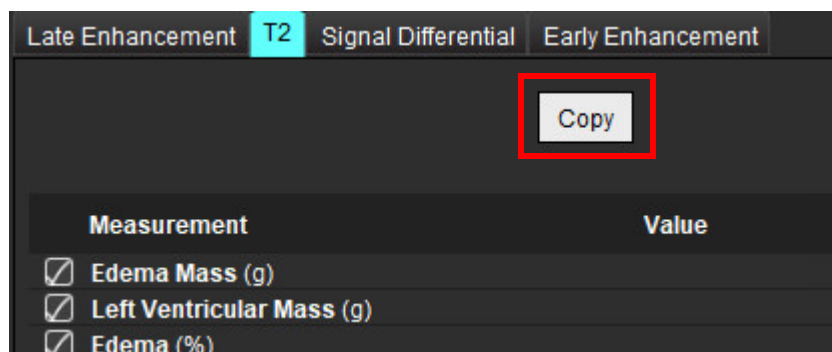 Late Enhancement T2 Signal Differential Early Enhancement
Copy
Measurement Value
Edema Mass (g)
Left Ventricular Mass (g)
Edema (%)